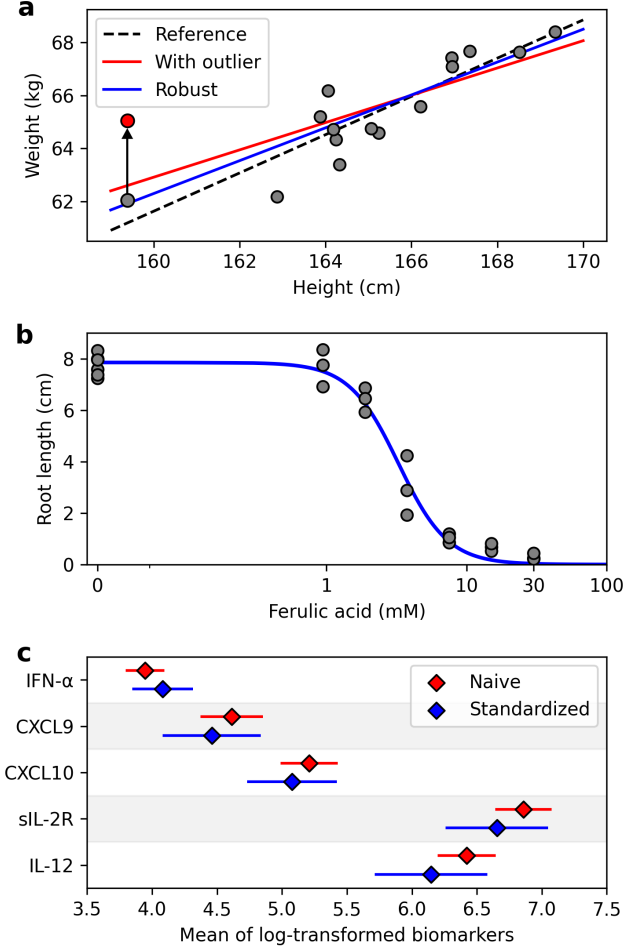 a
Weight (kg)
68
66
64
62
Reference
With outlier
Robust
160 162 164 166 168 170
Height (cm)
b
Root length (cm)
8
6
4
2
0
0 1 10 30 100
Ferulic acid (mM)
c
Naive
Standardized
IFN-α
CXCL9
CXCL10
sIL-2R
IL-12
3.5 4.0 4.5 5.0 5.5 6.0 6.5 7.0 7.5
Mean of log-transformed biomarkers